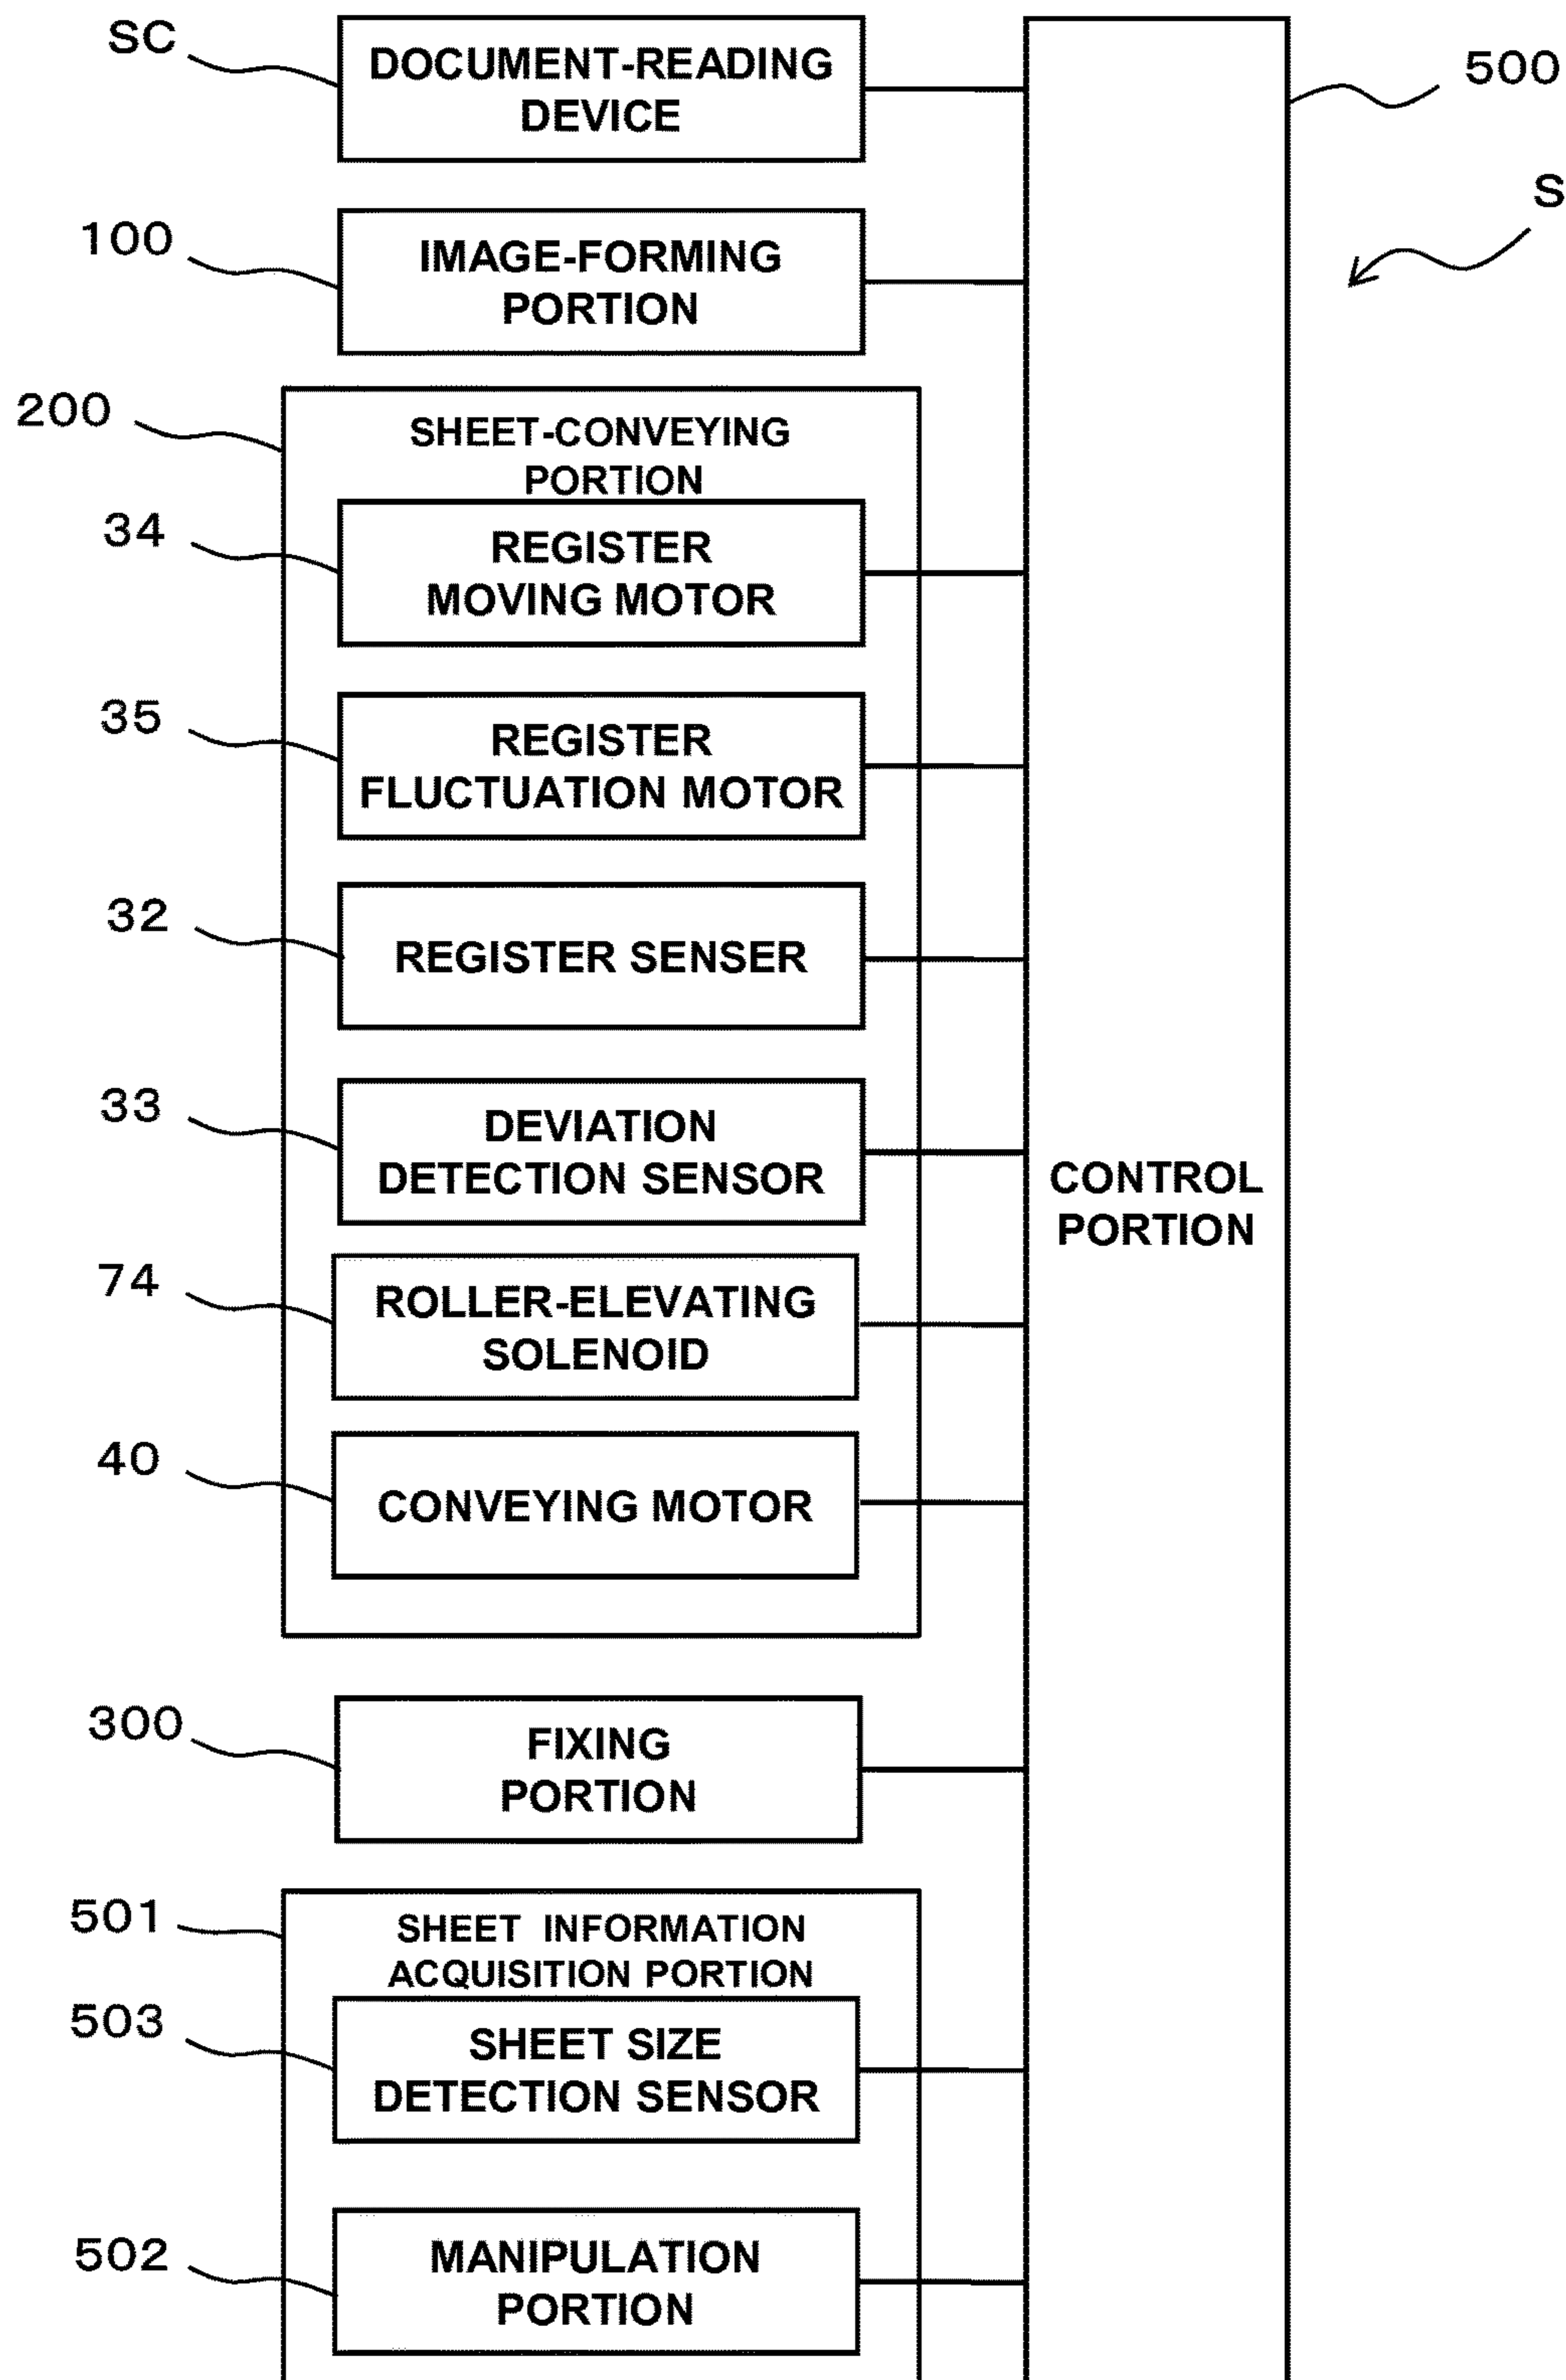 SC
DOCUMENT-READING
DEVICE
500
S
100
IMAGE-FORMING
PORTION
200
SHEET-CONVEYING
PORTION
34
REGISTER
MOVING MOTOR
35
REGISTER
FLUCTUATION MOTOR
32
REGISTER SENSER
33
DEVIATION
DETECTION SENSOR
CONTROL
PORTION
74
ROLLER-ELEVATING
SOLENOID
40
CONVEYING MOTOR
300
FIXING
PORTION
501
SHEET INFORMATION
ACQUISITION PORTION
503
SHEET SIZE
DETECTION SENSOR
502
MANIPULATION
PORTION